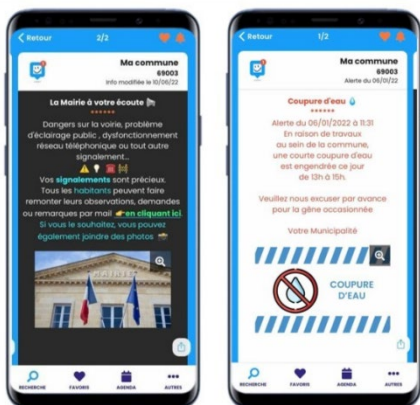 Retour
2/2
Ma commune
69003
Info modifiée le 10/06/22
La Mairie à votre écoute
******
Dangers sur la voirie, problème
d'éclairage public , dysfonctionnement
réseau téléphonique ou tout autre
signalement...
Vos signalements sont précieux.
Tous les habitants peuvent faire
remonter leurs observations, demandes
ou remarques par mail en cliquant ici.
Si vous le souhaitez, vous pouvez
également joindre des photos
MAIRIE
RECHERCHE
FAVORIS
AGENDA
AUTRES
Retour
1/2
Ma commune
69003
Alerte du 06/01/22
Coupure d'eau
******
Alerte du 06/01/2022 à 11:31
En raison de travaux
au sein de la commune,
une courte coupure d'eau
est engendrée ce jour
de 13h à 15h.
Veuillez nous excuser par avance
pour la gêne occasionnée
Votre Municipalité
COUPURE
D'EAU
RECHERCHE
FAVORIS
AGENDA
AUTRES